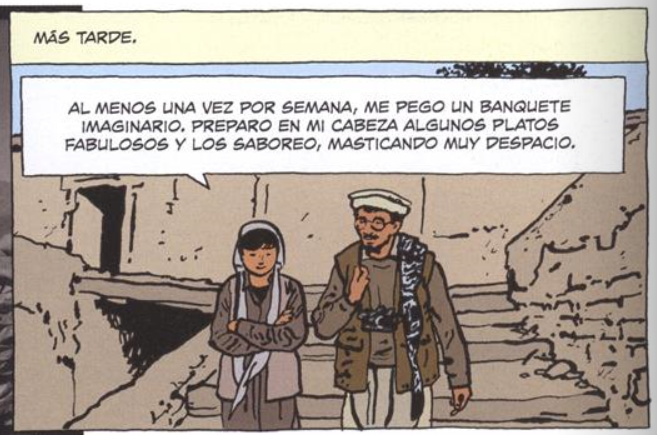 MÁS TARDE.
AL MENOS UNA VEZ POR SEMANA, ME PEGO UN BANQUETE
IMAGINARIO. PREPARO EN MI CABEZA ALGUNOS PLATOS
FABULOSOS Y LOS SABOREO, MASTICANDO MUY DESPACIO.